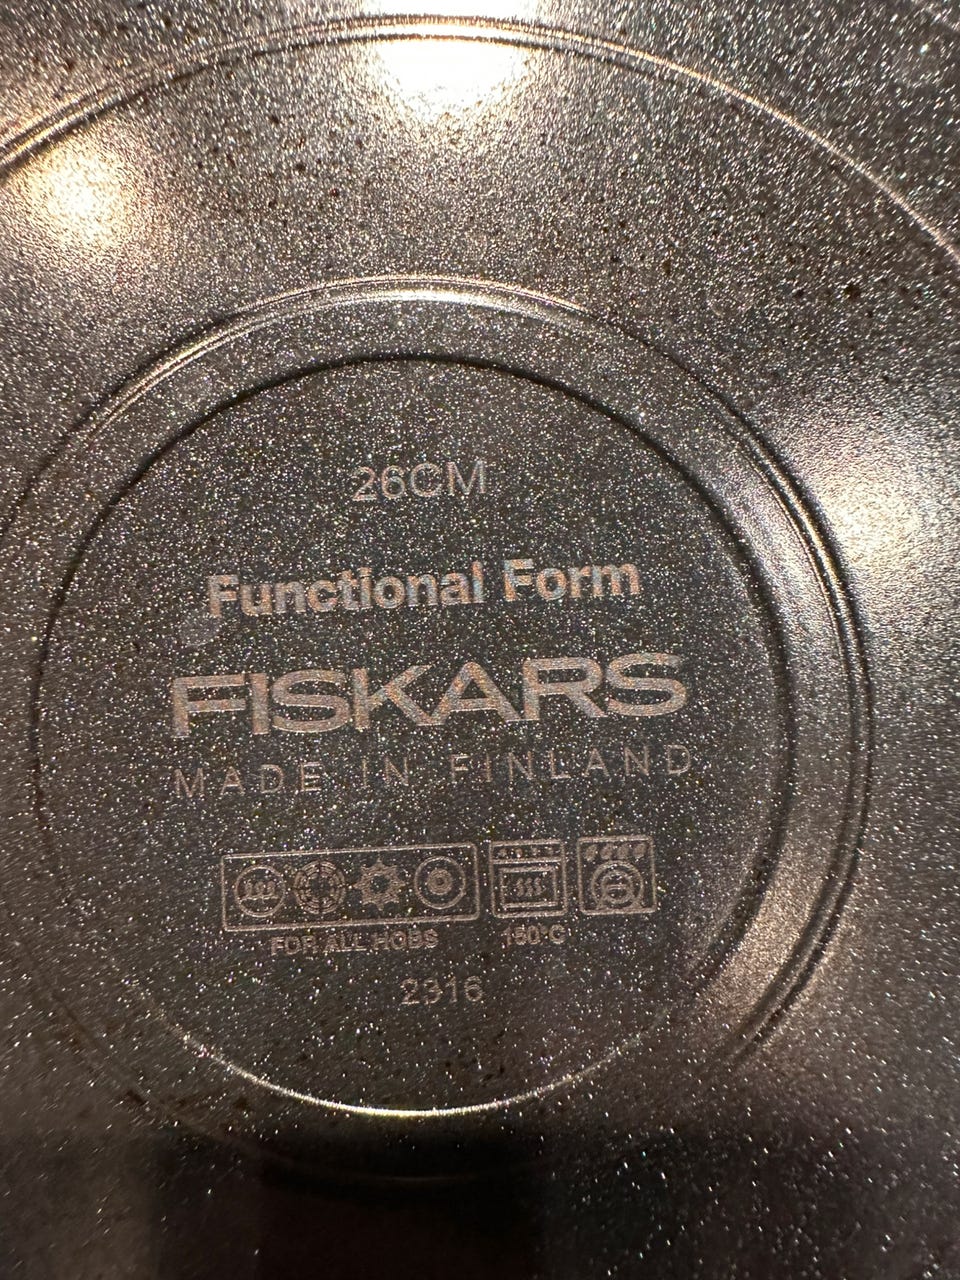 26CM
Functional Form
FISKARS
MADE IN FINLAND
FOR ALL HOBS 150°C
2316